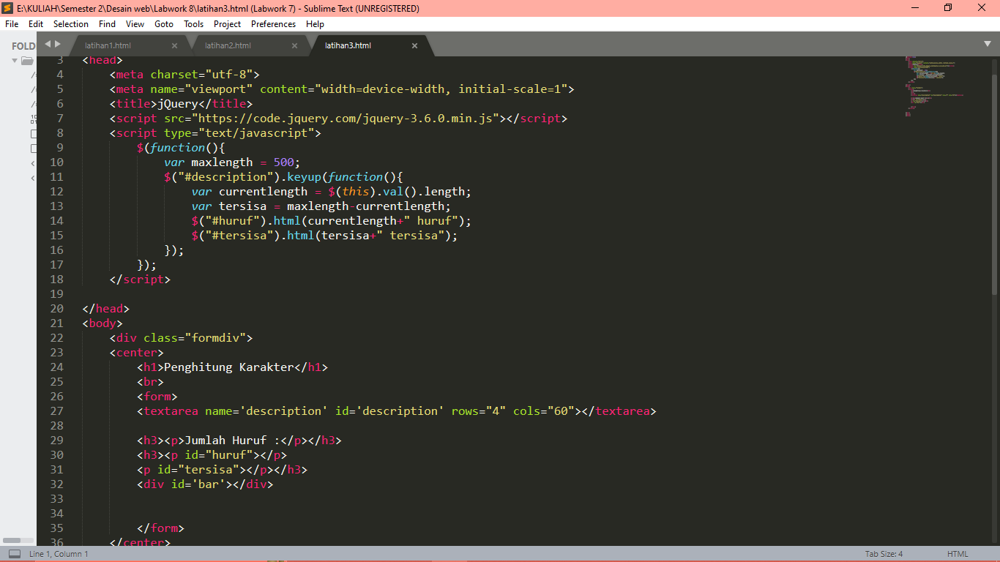 E:\KULIAH\Semester 2\Desain web\Labwork 8\latihan3.html (Labwork 7) - Sublime Text (UNREGISTERED)
File Edit Selection Find View Goto Tools Project Preferences Help
FOLD
latihan1.html × latihan2.html × latihan3.html ×
3 <head>
4 <meta charset="utf-8">
5 <meta name="viewport" content="width=device-width, initial-scale=1">
6 <title>jQuery</title>
7 <script src="https://code.jquery.com/jquery-3.6.0.min.js"></script>
8 <script type="text/javascript">
9 $(function(){
10 var maxlength = 500;
11 $("#description").keyup(function(){
12 var currentlength = $(this).val().length;
13 var tersisa = maxlength-currentlength;
14 $("#huruf").html(currentlength+" huruf");
15 $("#tersisa").html(tersisa+" tersisa");
16 });
17 });
18 </script>
19
20 </head>
21 <body>
22 <div class="formdiv">
23 <center>
24 <h1>Penghitung Karakter</h1>
25 <br>
26 <form>
27 <textarea name='description' id='description' rows="4" cols="60"></textarea>
28
29 <h3><p>Jumlah Huruf :</p></h3>
30 <h3><p id="huruf"></p>
31 <p id="tersisa"></p></h3>
32 <div id='bar'></div>
33
34
35 </form>
36 </center>
Line 1, Column 1 Tab Size: 4 HTML